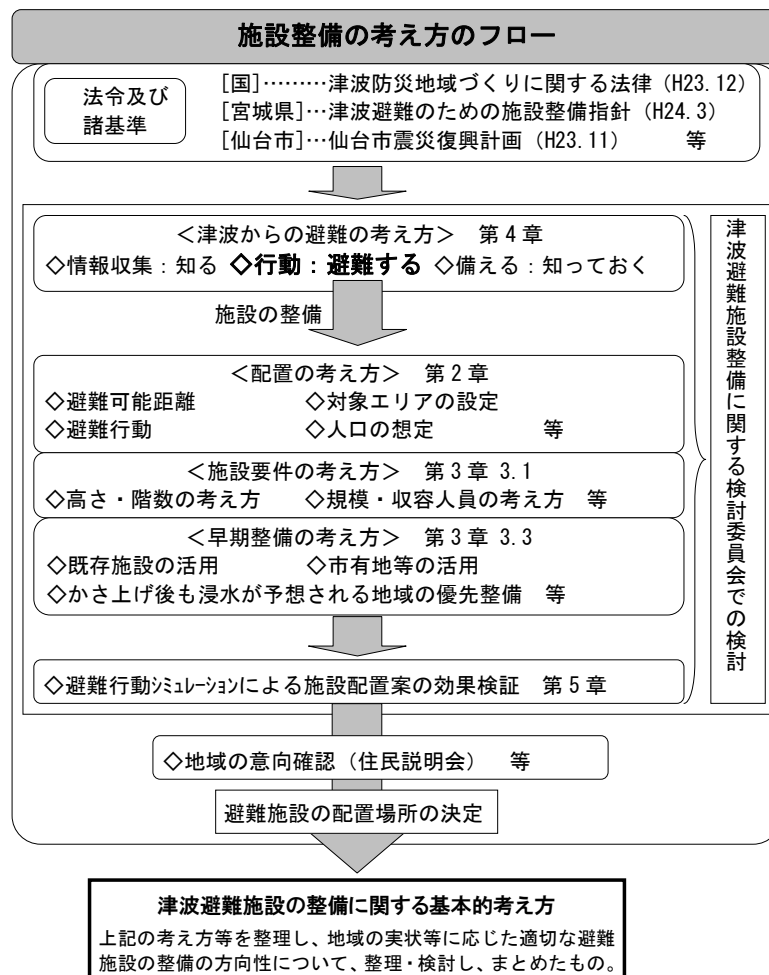 施設整備の考え方のフロー
法令及び
諸基準
[国]………津波防災地域づくりに関する法律（H23.12）
[宮城県]…津波避難のための施設整備指針（H24.3）
[仙台市]…仙台市震災復興計画（H23.11）　　等
＜津波からの避難の考え方＞　第４章
◇情報収集：知る ◇行動：避難する ◇備える：知っておく
施設の整備
＜配置の考え方＞　第２章
◇避難可能距離　　　　　◇対象エリアの設定
◇避難行動　　　　　　　◇人口の想定　　　　　等
＜施設要件の考え方＞　第３章 3.1
◇高さ・階数の考え方　　◇規模・収容人員の考え方　等
＜早期整備の考え方＞　第３章 3.3
◇既存施設の活用　　　　◇市有地等の活用
◇かさ上げ後も浸水が予想される地域の優先整備　等
◇避難行動ｼﾐｭﾚｰｼｮﾝによる施設配置案の効果検証　第５章
津波避難施設整備に関する検討委員会での検討
◇地域の意向確認（住民説明会）　等
避難施設の配置場所の決定
津波避難施設の整備に関する基本的考え方
上記の考え方等を整理し、地域の実状等に応じた適切な避難
施設の整備の方向性について、整理・検討し、まとめたもの。